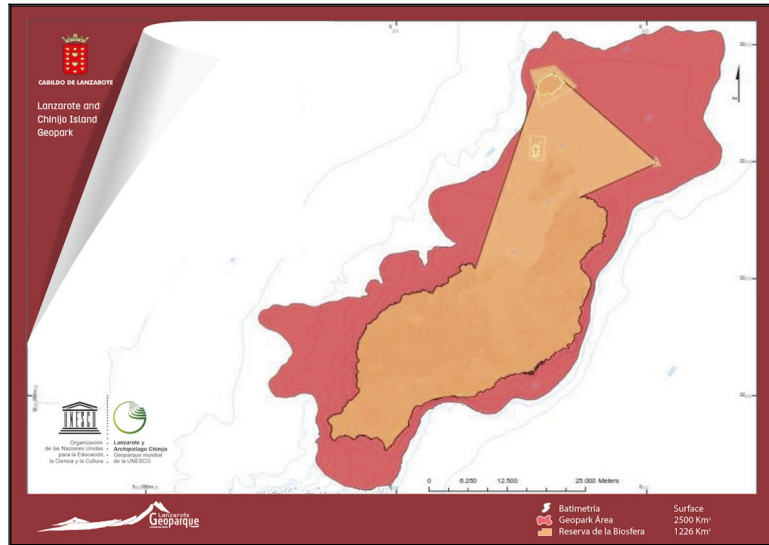 CABILDO DE LANZAROTE
Lanzarote and
Chinijo Island
Geopark
UNESCO
Organización
de las Naciones Unidas
para la Educación,
la Ciencia y la Cultura
Lanzarote y
Archipiélago Chinijo
Geoparque mundial
de la UNESCO
0 6.250 12.500 25.000 Meters
Lanzarote
Geoparque
Batimetria Surface
Geopark Área 2500 Km²
Reserva de la Biosfera 1226 Km²